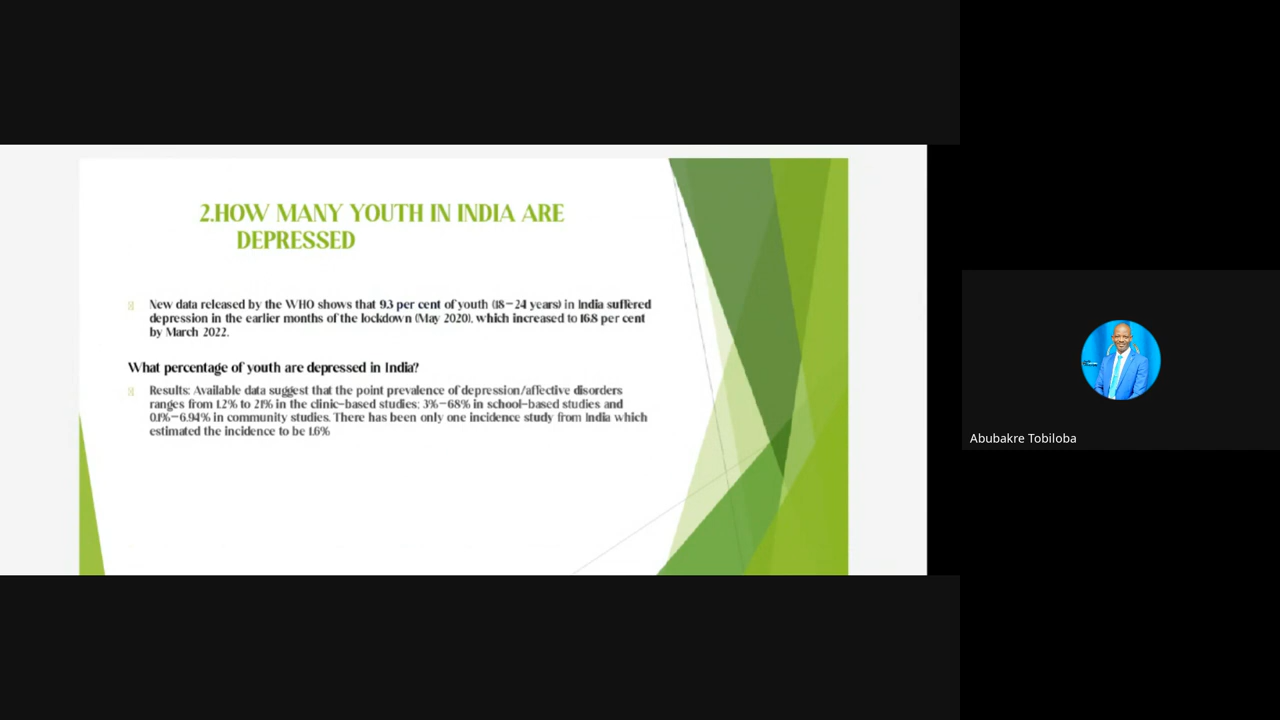 2.HOW MANY YOUTH IN INDIA ARE
DEPRESSED
New data released by the WHO shows that 9.3 per cent of youth (18–24 years) in India suffered
depression in the earlier months of the lockdown (May 2020), which increased to 16.8 per cent
by March 2022.
What percentage of youth are depressed in India?
Results: Available data suggest that the point prevalence of depression/affective disorders
ranges from 1.2% to 21% in the clinic-based studies; 3%-68% in school-based studies and
0.1%-6.94% in community studies. There has been only one incidence study from India which
estimated the incidence to be 1.6%
Abubakre Tobiloba